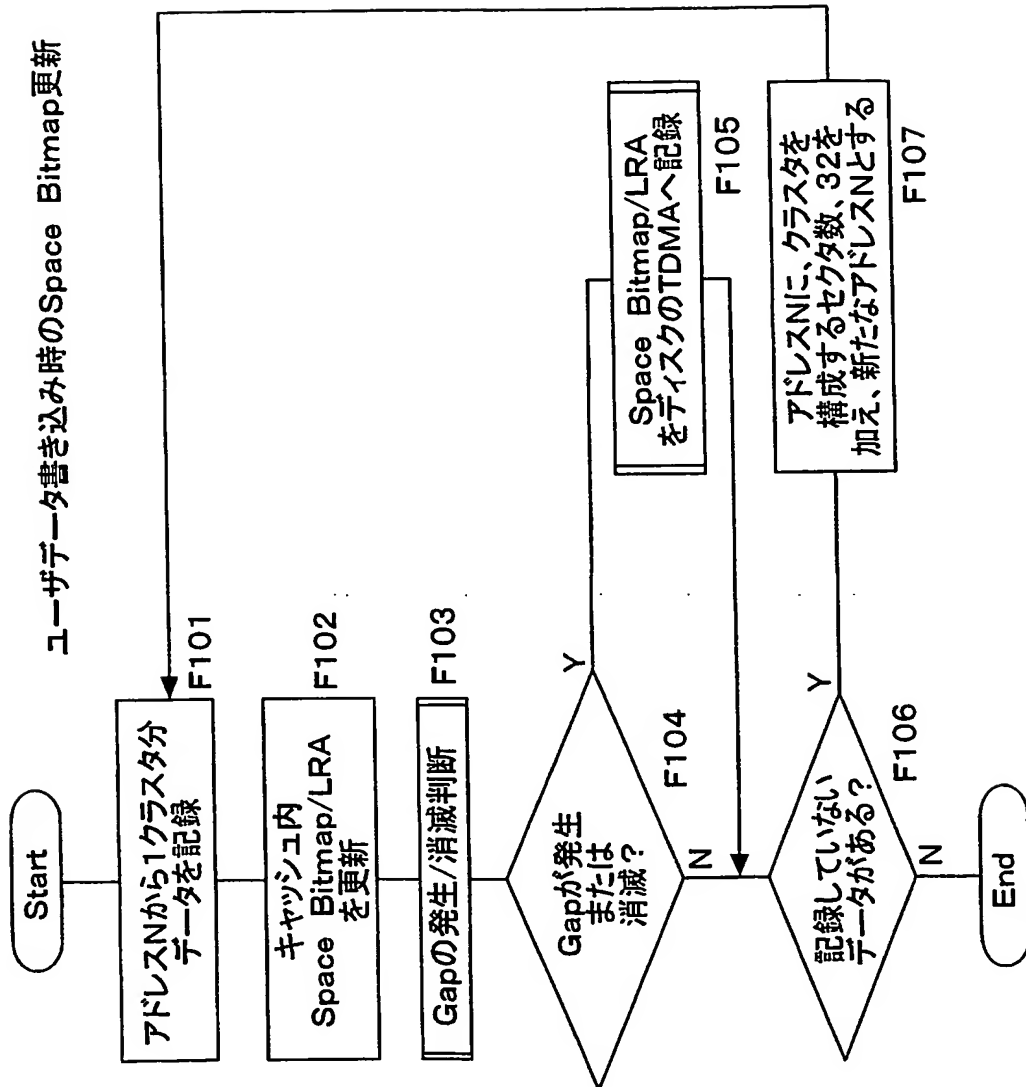 ユーザデータ書き込み時のSpace Bitmap更新
Start
アドレスNから1クラスタ分
データを記録
F101
キャッシュ内
Space Bitmap/LRA
を更新
F102
Gapの発生/消滅判断
F103
Gapが発生
または
消滅？
F104
Y
N
Space Bitmap/LRA
をディスクのTDMAへ記録
F105
記録していない
データがある？
F106
Y
N
アドレスNに、クラスタを
構成するセクタ数、32を
加え、新たなアドレスNとする
F107
End